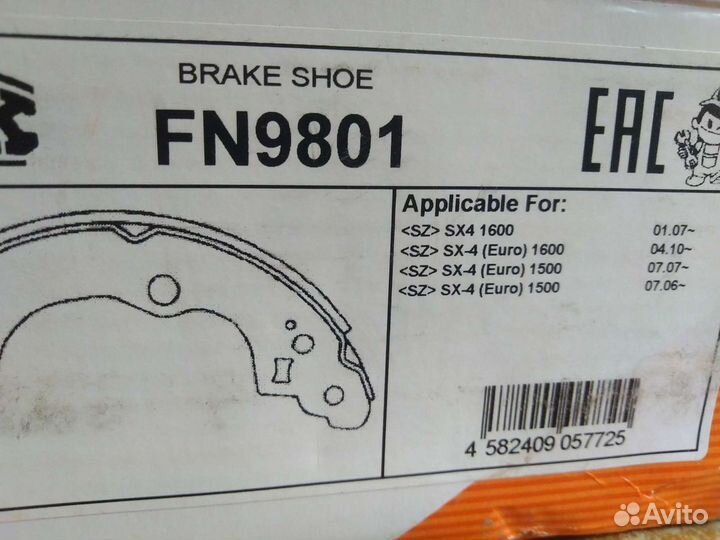 BRAKE SHOE
FN9801
EAC
Applicable For:
<SZ> SX4 1600 01.07~
<SZ> SX-4 (Euro) 1600 04.10~
<SZ> SX-4 (Euro) 1500 07.07~
<SZ> SX-4 (Euro) 1500 07.06~
4 582409 057725
Avito